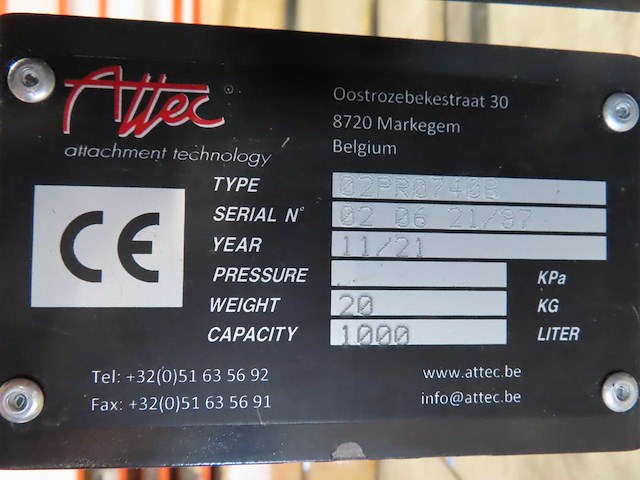 Attec
attachment technology
Oostrozebekestraat 30
8720 Markegem
Belgium
CE
TYPE 02PR0740B
SERIAL N° 02 06 21/87
YEAR 11/21
PRESSURE KPa
WEIGHT 20 KG
CAPACITY 1000 LITER
Tel: +32(0)51 63 56 92
Fax: +32(0)51 63 56 91
www.attec.be
info@attec.be